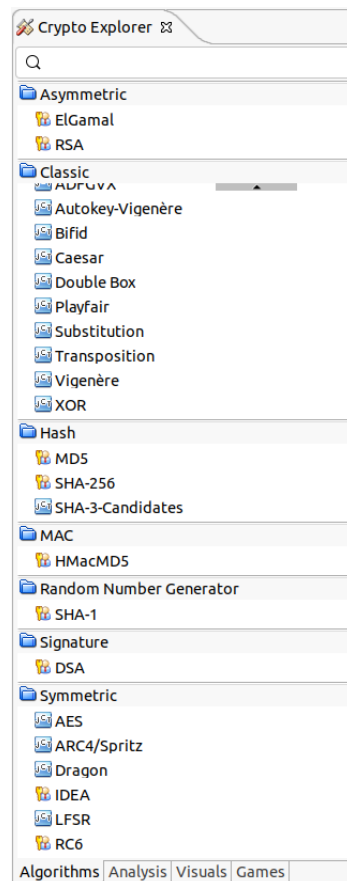 Crypto Explorer
Asymmetric
ElGamal
RSA
Classic
ADFGVX
Autokey-Vigenère
Bifid
Caesar
Double Box
Playfair
Substitution
Transposition
Vigenère
XOR
Hash
MD5
SHA-256
SHA-3-Candidates
MAC
HMacMD5
Random Number Generator
SHA-1
Signature
DSA
Symmetric
AES
ARC4/Spritz
Dragon
IDEA
LFSR
RC6
Algorithms Analysis Visuals Games